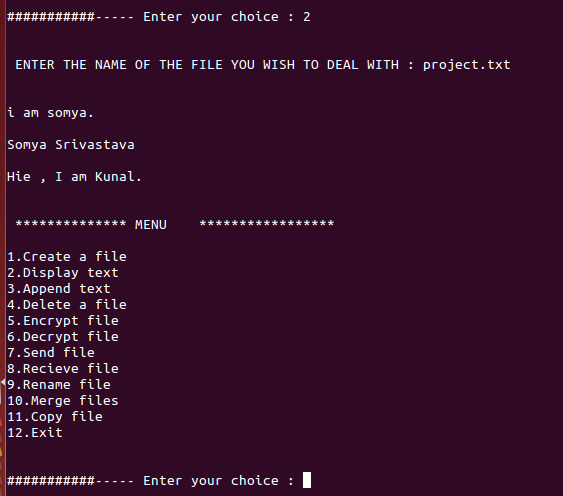 ###########----- Enter your choice : 2
ENTER THE NAME OF THE FILE YOU WISH TO DEAL WITH : project.txt
i am somya.
Somya Srivastava
Hie , I am Kunal.
************** MENU    *****************
1.Create a file
2.Display text
3.Append text
4.Delete a file
5.Encrypt file
6.Decrypt file
7.Send file
8.Recieve file
9.Rename file
10.Merge files
11.Copy file
12.Exit
###########----- Enter your choice :